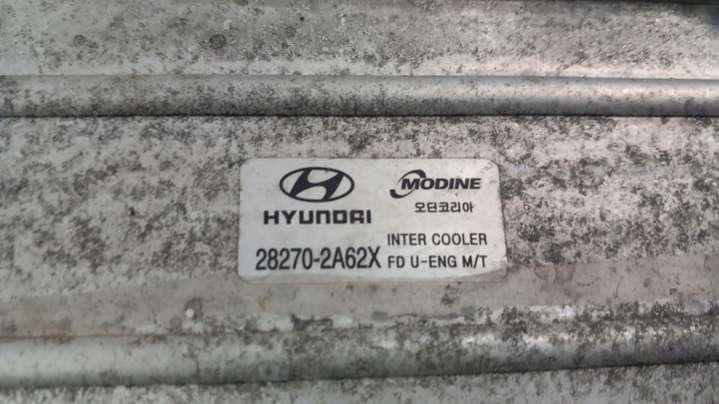 HYUNDAI
MODINE
모딘코리아
28270-2A62X
INTER COOLER
FD U-ENG M/T